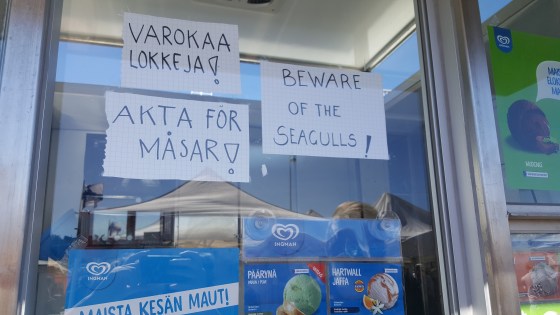 VAROKAA
LOKKEJA!
BEWARE
OF THE
SEAGULLS!
AKTA FÖR
MÅSAR!
INGMAN
INGMAN
MAISTA KESÄN MAUT!
PÄÄRYNÄ
HARTWALL
JAFFA